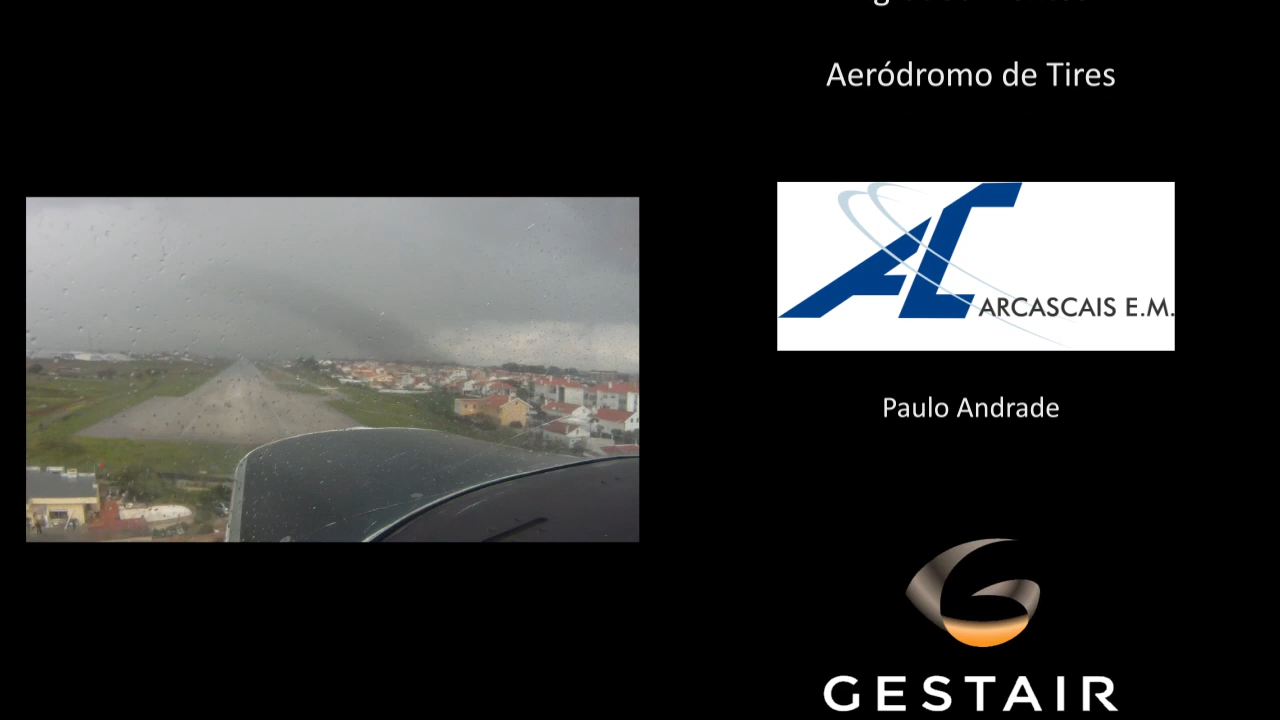 Aeródromo de Tires
ARCASCAIS E.M.
Paulo Andrade
GESTAIR